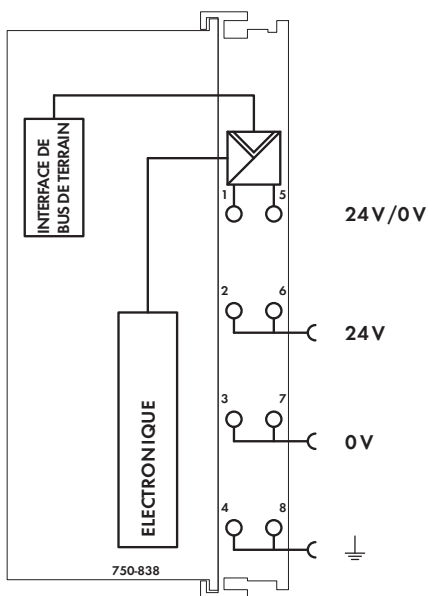 INTERFACE DE
BUS DE TERRAIN
1 5
24V/0V
2 6
24V
3 7
0V
ELECTRONIQUE
4 8
750-838